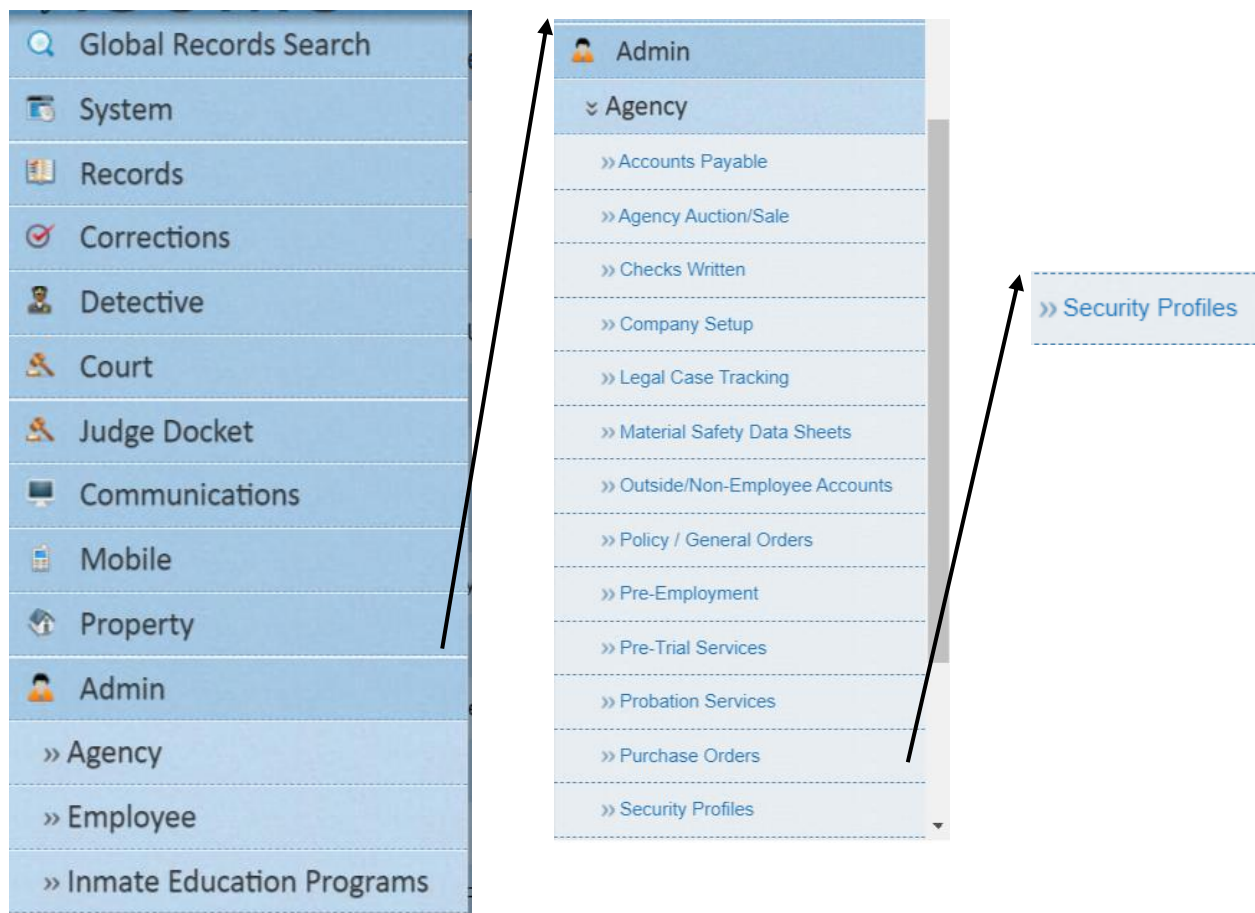 Global Records Search
System
Records
Corrections
Detective
Court
Judge Docket
Communications
Mobile
Property
Admin
» Agency
» Employee
» Inmate Education Programs
Admin
Agency
» Accounts Payable
» Agency Auction/Sale
» Checks Written
» Company Setup
» Legal Case Tracking
» Material Safety Data Sheets
» Outside/Non-Employee Accounts
» Policy / General Orders
» Pre-Employment
» Pre-Trial Services
» Probation Services
» Purchase Orders
» Security Profiles
» Security Profiles